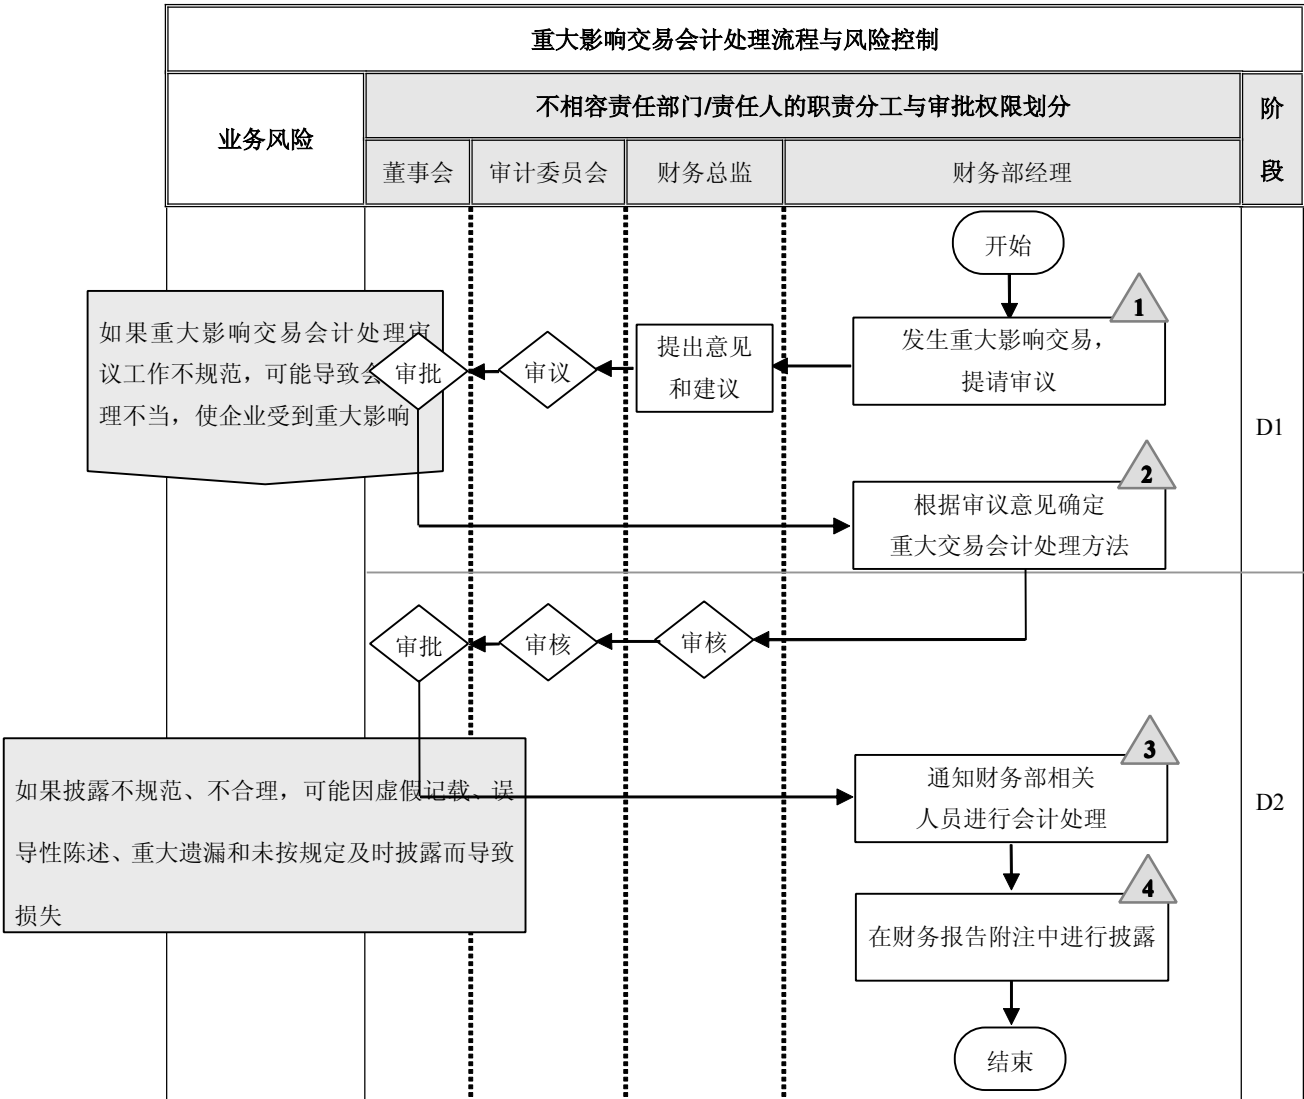 重大影响交易会计处理流程与风险控制
业务风险
不相容责任部门/责任人的职责分工与审批权限划分
阶
段
董事会
审计委员会
财务总监
财务部经理
开始
1
发生重大影响交易，
提请审议
提出意见
和建议
审议
审批
如果重大影响交易会计处理审
议工作不规范，可能导致会
理不当，使企业受到重大影响
D1
2
根据审议意见确定
重大交易会计处理方法
审批
审核
审核
3
通知财务部相关
人员进行会计处理
如果披露不规范、不合理，可能因虚假记载、误
导性陈述、重大遗漏和未按规定及时披露而导致
损失
D2
4
在财务报告附注中进行披露
结束